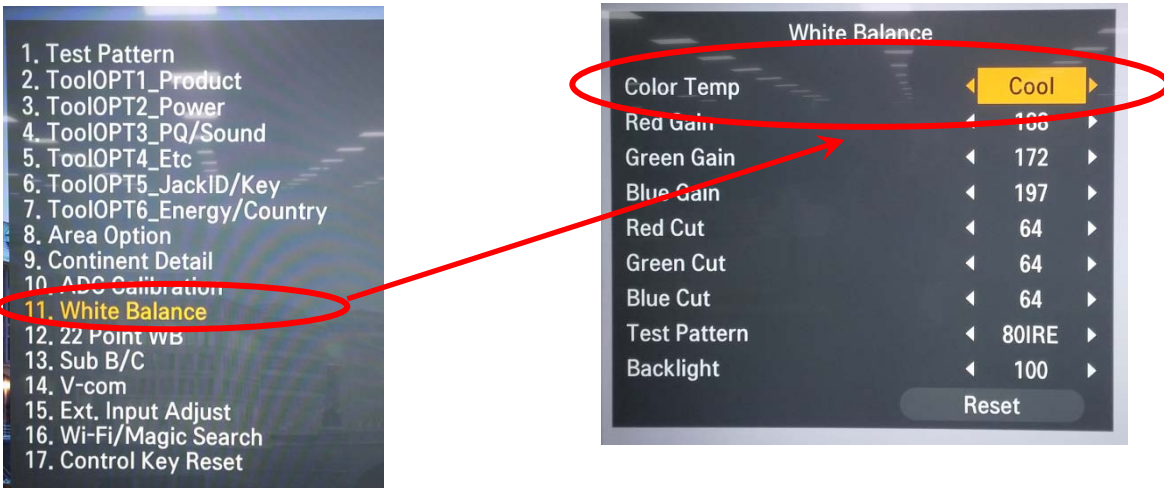 1. Test Pattern
2. ToolOPT1_Product
3. ToolOPT2_Power
4. ToolOPT3_PQ/Sound
5. ToolOPT4_Etc
6. ToolOPT5_JackID/Key
7. ToolOPT6_Energy/Country
8. Area Option
9. Continent Detail
10. ADC Calibration
11. White Balance
12. 22 Point WB
13. Sub B/C
14. V-com
15. Ext. Input Adjust
16. Wi-Fi/Magic Search
17. Control Key Reset
White Balance
Color Temp Cool
Red Gain
Green Gain 172
Blue Gain 197
Red Cut 64
Green Cut 64
Blue Cut 64
Test Pattern 80IRE
Backlight 100
Reset